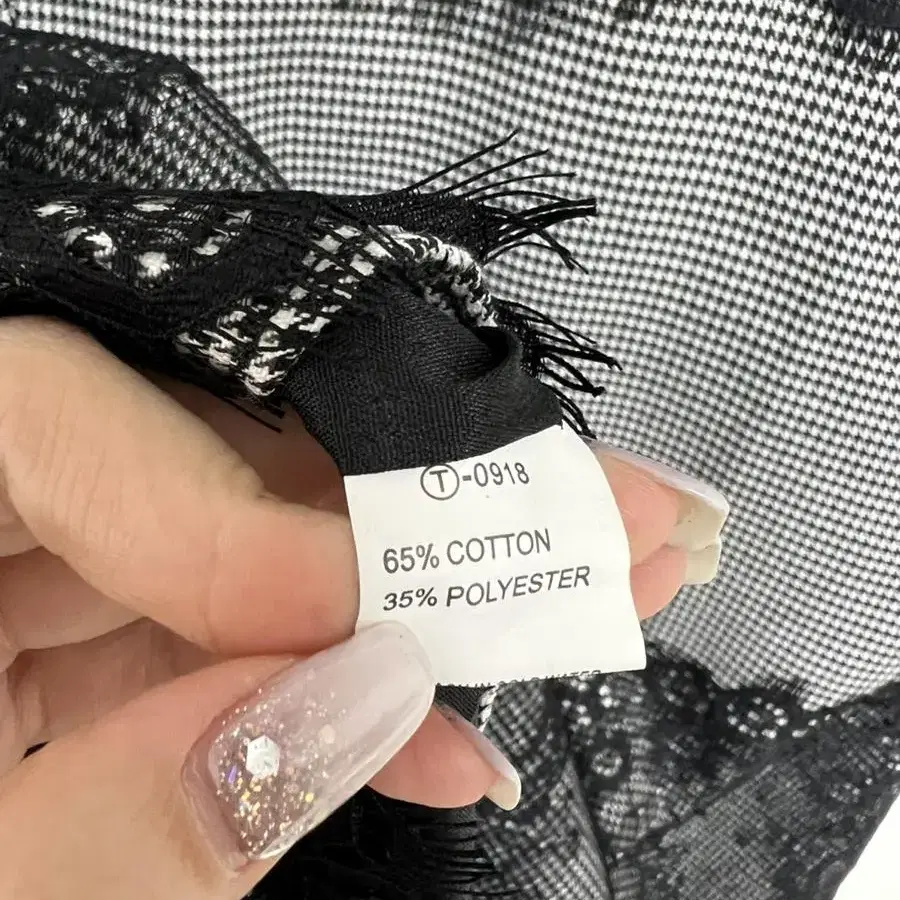 Ⓣ-0918
65% COTTON
35% POLYESTER